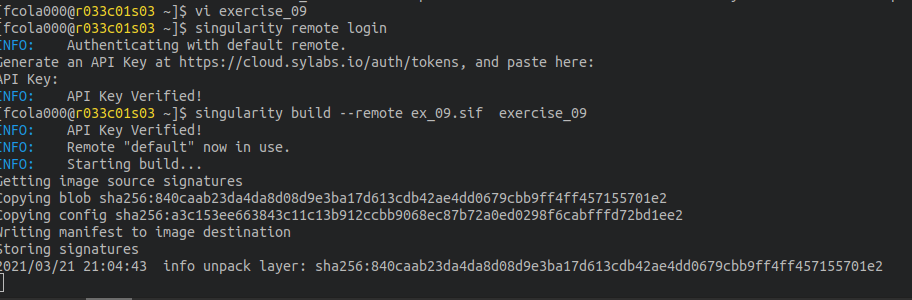 [fcola000@r033c01s03 ~]$ vi exercise_09
[fcola000@r033c01s03 ~]$ singularity remote login
INFO:    Authenticating with default remote.
Generate an API Key at https://cloud.sylabs.io/auth/tokens, and paste here:
API Key:
INFO:    API Key Verified!
[fcola000@r033c01s03 ~]$ singularity build --remote ex_09.sif  exercise_09
INFO:    API Key Verified!
INFO:    Remote "default" now in use.
INFO:    Starting build...
Getting image source signatures
Copying blob sha256:840caab23da4da8d08d9e3ba17d613cdb42ae4dd0679cbb9ff4ff457155701e2
Copying config sha256:a3c153ee663843c11c13b912ccbb9068ec87b72a0ed0298f6cabfffd72bd1ee2
Writing manifest to image destination
Storing signatures
2021/03/21 21:04:43  info unpack layer: sha256:840caab23da4da8d08d9e3ba17d613cdb42ae4dd0679cbb9ff4ff457155701e2